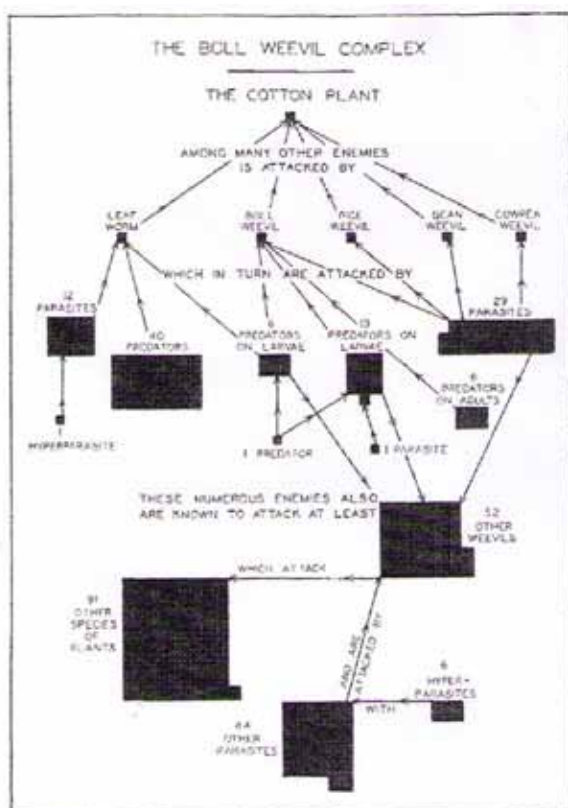 THE BOLL WEEVIL COMPLEX
THE COTTON PLANT
AMONG MANY OTHER ENEMIES
IS ATTACKED BY
LEAF
WORM
BOLL
WEEVIL
RICE
WEEVIL
BEAN
WEEVIL
COWPEA
WEEVIL
WHICH IN TURN ARE ATTACKED BY
12
PARASITES
40
PREDATORS
PREDATORS
ON LARVAE
PREDATORS ON
LARVAE
29
PARASITES
6
PREDATORS
ON ADULTS
1
HYPERPARASITE
1 PREDATOR
1 PARASITE
THESE NUMEROUS ENEMIES ALSO
ARE KNOWN TO ATTACK AT LEAST
52
OTHER
WEEVILS
WHICH ATTACK
91
OTHER
SPECIES
OF
PLANTS
AND ARE
ATTACKED BY
6
HYPER-
PARASITES
WITH
64
OTHER
PARASITES